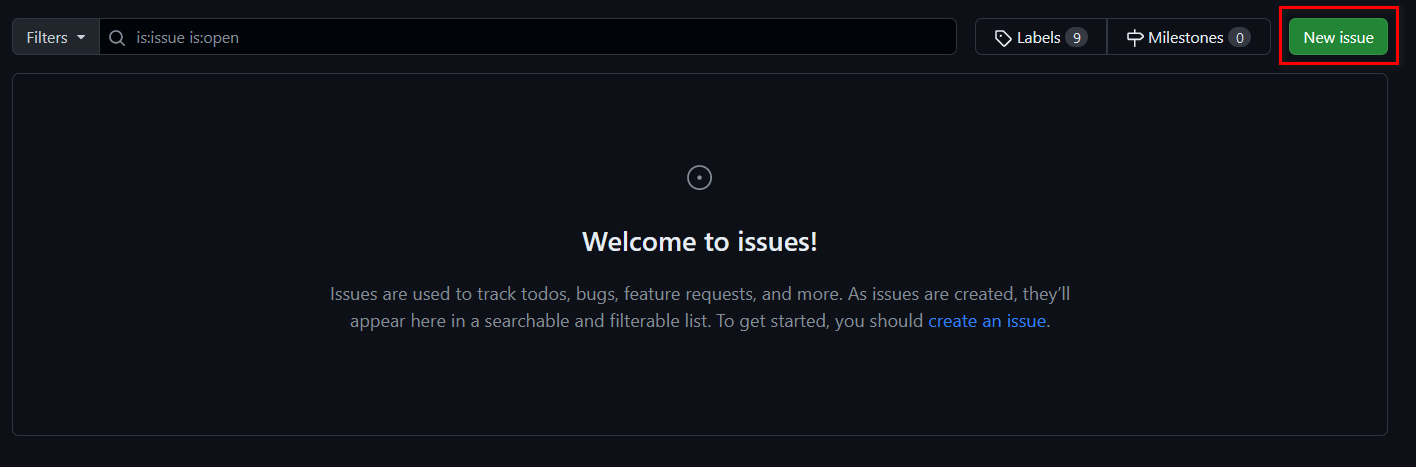 Filters is:issue is:open Labels 9 Milestones 0 New issue
Welcome to issues!
Issues are used to track todos, bugs, feature requests, and more. As issues are created, they’ll
appear here in a searchable and filterable list. To get started, you should create an issue.